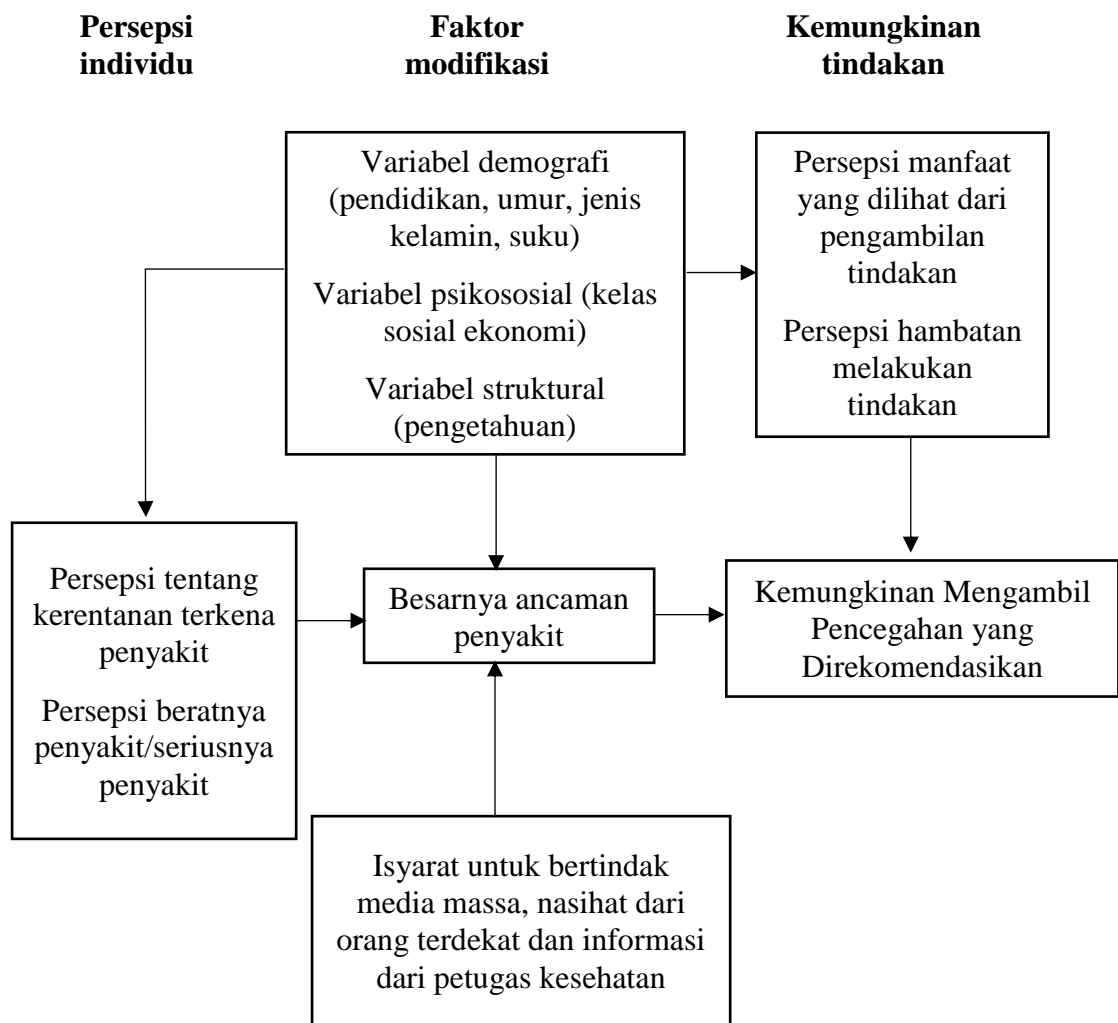 Persepsi
individu
Faktor
modifikasi
Kemungkinan
tindakan
Variabel demografi
(pendidikan, umur, jenis
kelamin, suku)
Variabel psikososial (kelas
sosial ekonomi)
Variabel struktural
(pengetahuan)
Persepsi manfaat
yang dilihat dari
pengambilan
tindakan
Persepsi hambatan
melakukan
tindakan
Persepsi tentang
kerentanan terkena
penyakit
Persepsi beratnya
penyakit/seriusnya
penyakit
Besarnya ancaman
penyakit
Kemungkinan Mengambil
Pencegahan yang
Direkomendasikan
Isyarat untuk bertindak
media massa, nasihat dari
orang terdekat dan informasi
dari petugas kesehatan